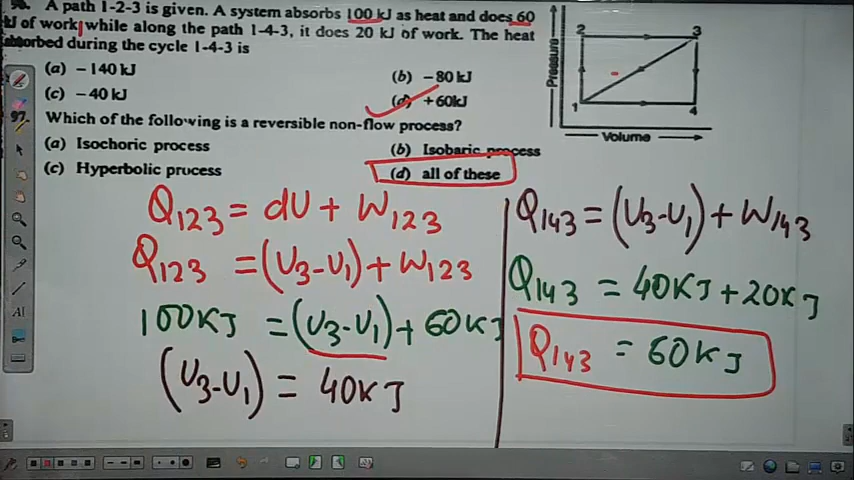 A path 1-2-3 is given. A system absorbs 100 kJ as heat and does 60
kJ of work while along the path 1-4-3, it does 20 kJ of work. The heat
absorbed during the cycle 1-4-3 is
(a) -140 kJ
(b) -80 kJ
(c) -40 kJ
(d) +60kJ
97. Which of the following is a reversible non-flow process?
(a) Isochoric process
(b) Isobaric process
(c) Hyperbolic process
(d) all of these
Pressure
2
3
1
4
Volume
Q123 = dU + W123
Q123 = (U3-U1) + W123
100KJ = (U3-U1) + 60KJ
(U3-U1) = 40KJ
Q143 = (U3-U1) + W143
Q143 = 40KJ + 20KJ
Q143 = 60KJ
AI